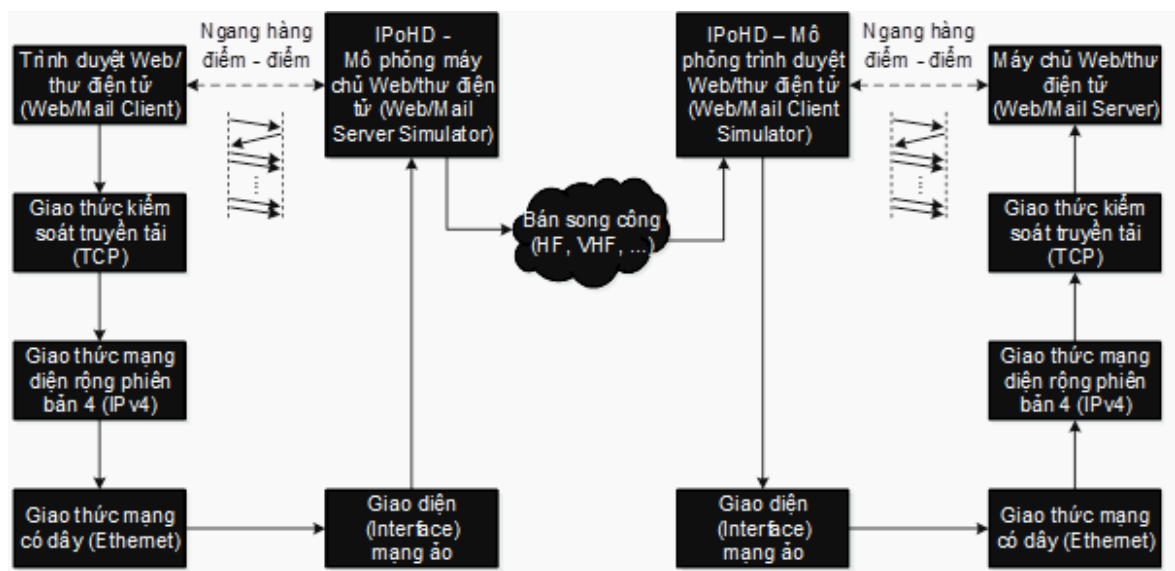 Trình duyệt Web/
thư điện tử
(Web/Mail Client)
Ngang hàng
điểm - điểm
IPoHD -
Mô phỏng máy
chủ Web/thư điện
tử (Web/Mail
Server Simulator)
IPoHD – Mô
phỏng trình duyệt
Web/thư điện tử
(Web/Mail Client
Simulator)
Ngang hàng
điểm - điểm
Máy chủ Web/thư
điện tử
(Web/Mail Server)
Giao thức kiểm
soát truyền tải
(TCP)
Bán song công
(HF, VHF, ...)
Giao thức kiểm
soát truyền tải
(TCP)
Giao thức mạng
diện rộng phiên
bản 4 (IPv4)
Giao thức mạng
diện rộng phiên
bản 4 (IPv4)
Giao thức mạng
có dây (Ethernet)
Giao diện
(Interface)
mạng ảo
Giao diện
(Interface)
mạng ảo
Giao thức mạng
có dây (Ethernet)